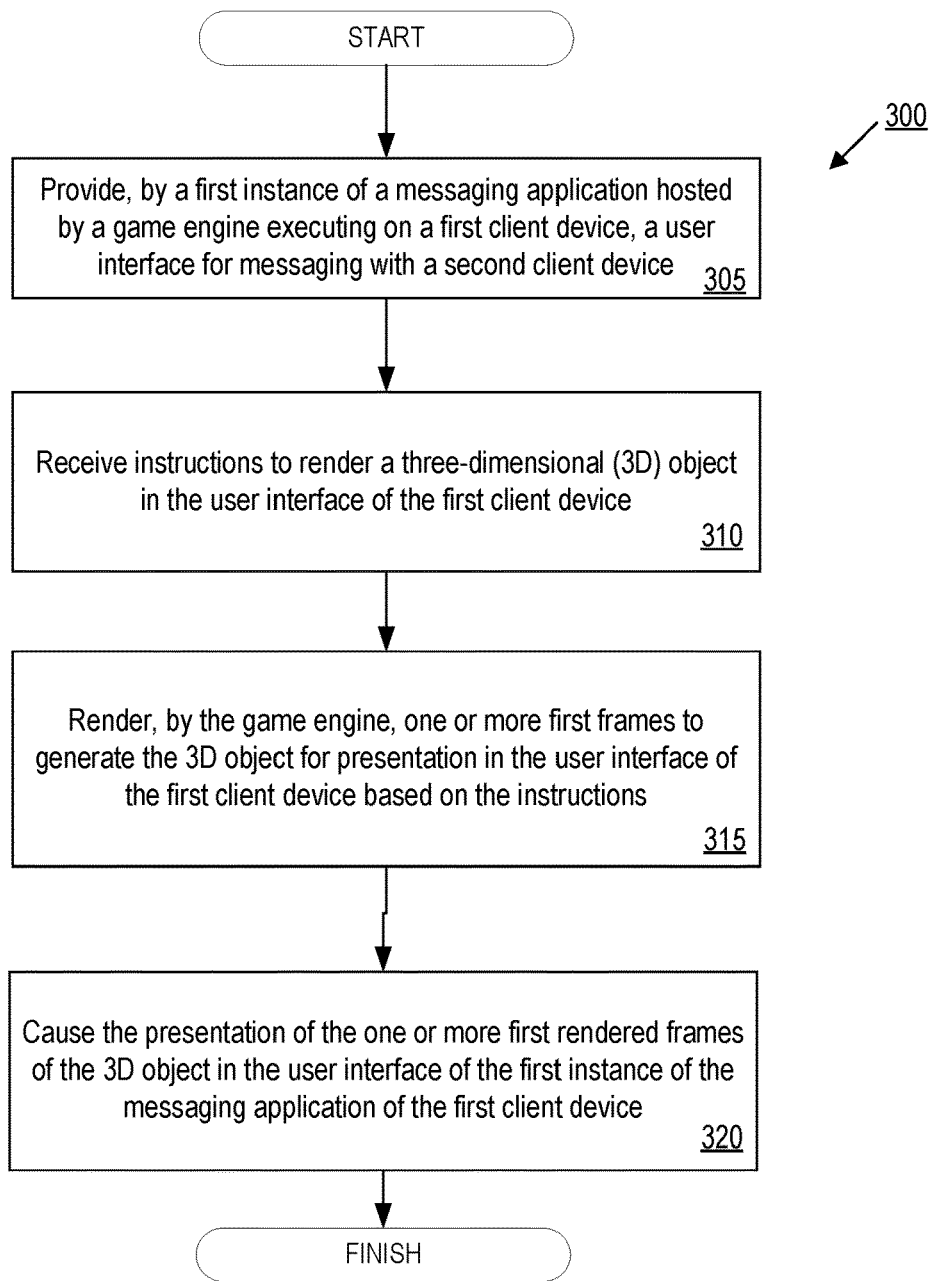 START
300
Provide, by a first instance of a messaging application hosted
by a game engine executing on a first client device, a user
interface for messaging with a second client device
305
Receive instructions to render a three-dimensional (3D) object
in the user interface of the first client device
310
Render, by the game engine, one or more first frames to
generate the 3D object for presentation in the user interface of
the first client device based on the instructions
315
Cause the presentation of the one or more first rendered frames
of the 3D object in the user interface of the first instance of the
messaging application of the first client device
320
FINISH